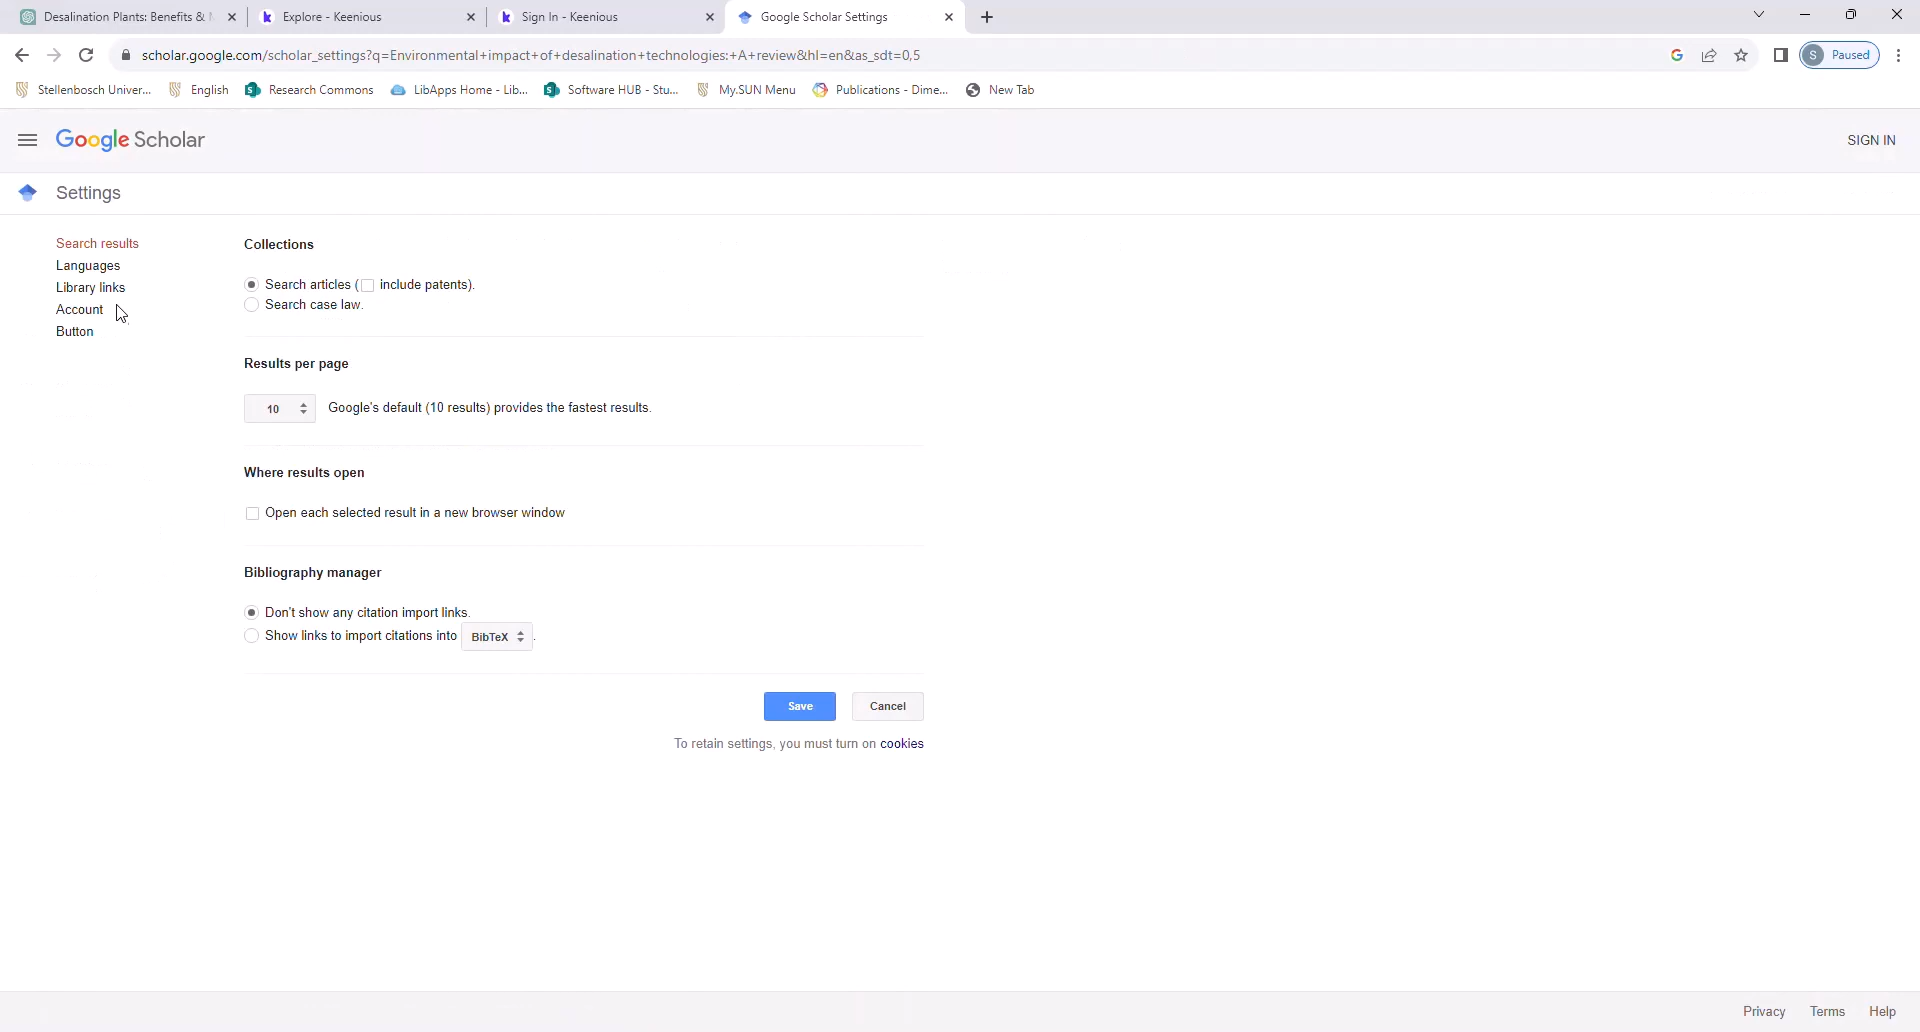 Desalination Plants: Benefits &
Explore - Keenious
Sign In - Keenious
Google Scholar Settings
scholar.google.com/scholar_settings?q=Environmental+impact+of+desalination+technologies:+A+review&hl=en&as_sdt=0,5
S Paused
Stellenbosch Univer...
English
Research Commons
LibApps Home - Lib...
Software HUB - Stu...
My.SUN Menu
Publications - Dime...
New Tab
Google Scholar
SIGN IN
Settings
Search results
Languages
Library links
Account
Button
Collections
Search articles ( include patents).
Search case law.
Results per page
10 Google's default (10 results) provides the fastest results.
Where results open
Open each selected result in a new browser window
Bibliography manager
Don't show any citation import links.
Show links to import citations into BibTeX .
Save Cancel
To retain settings, you must turn on cookies
Privacy Terms Help